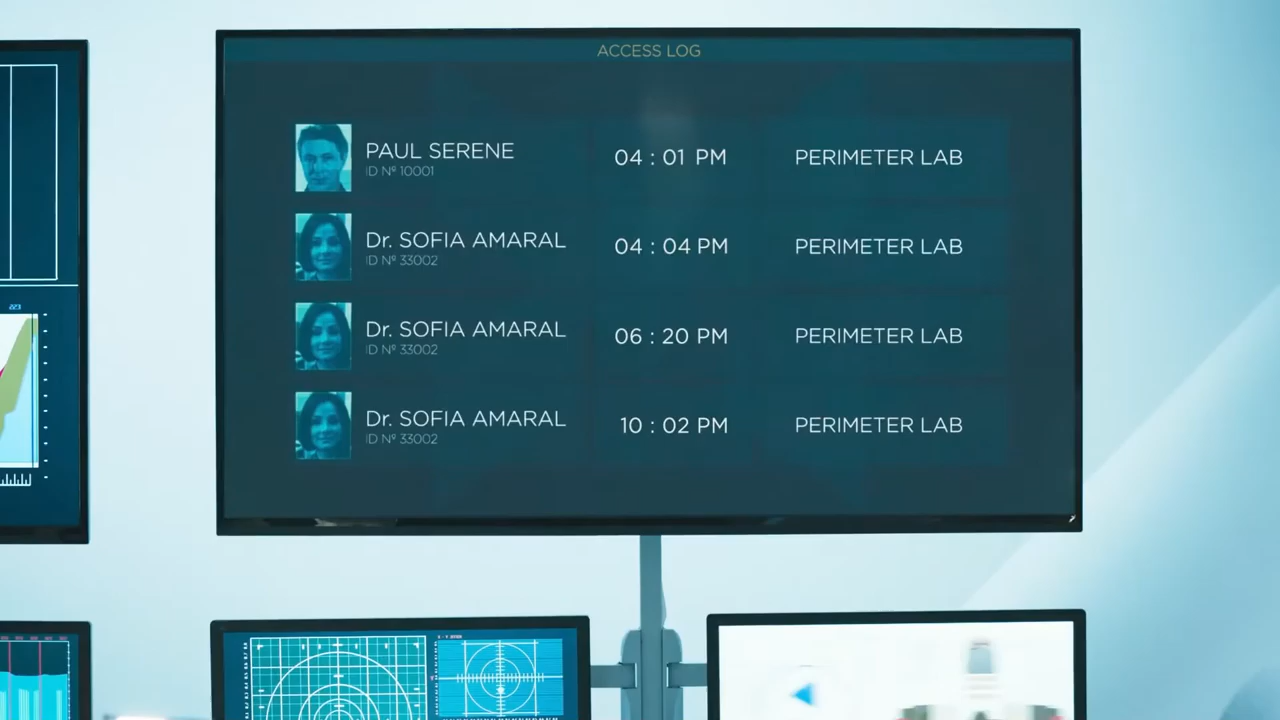 ACCESS LOG
PAUL SERENE
ID Nº 10001
04 : 01 PM
PERIMETER LAB
Dr. SOFIA AMARAL
ID Nº 33002
04 : 04 PM
PERIMETER LAB
Dr. SOFIA AMARAL
ID Nº 33002
06 : 20 PM
PERIMETER LAB
Dr. SOFIA AMARAL
ID Nº 33002
10 : 02 PM
PERIMETER LAB